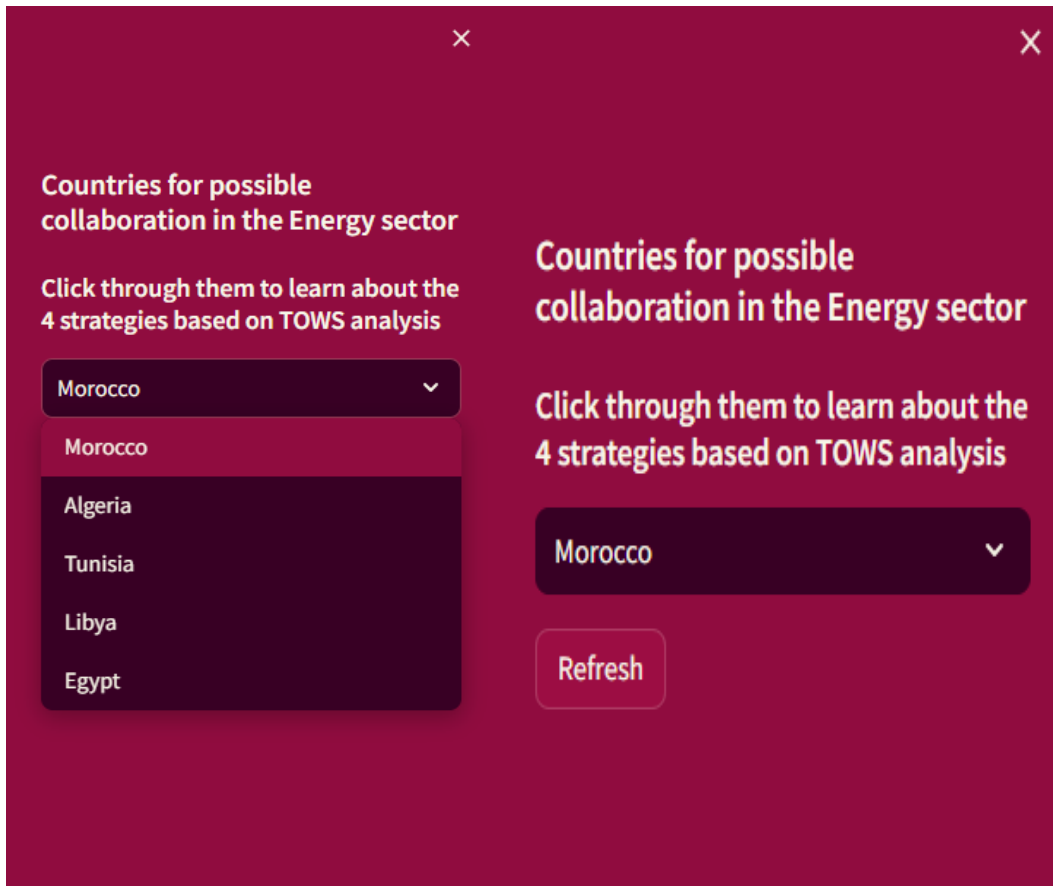 Countries for possible
collaboration in the Energy sector
Click through them to learn about the
4 strategies based on TOWS analysis
Morocco
Morocco
Algeria
Tunisia
Libya
Egypt
Countries for possible
collaboration in the Energy sector
Click through them to learn about the
4 strategies based on TOWS analysis
Morocco
Refresh